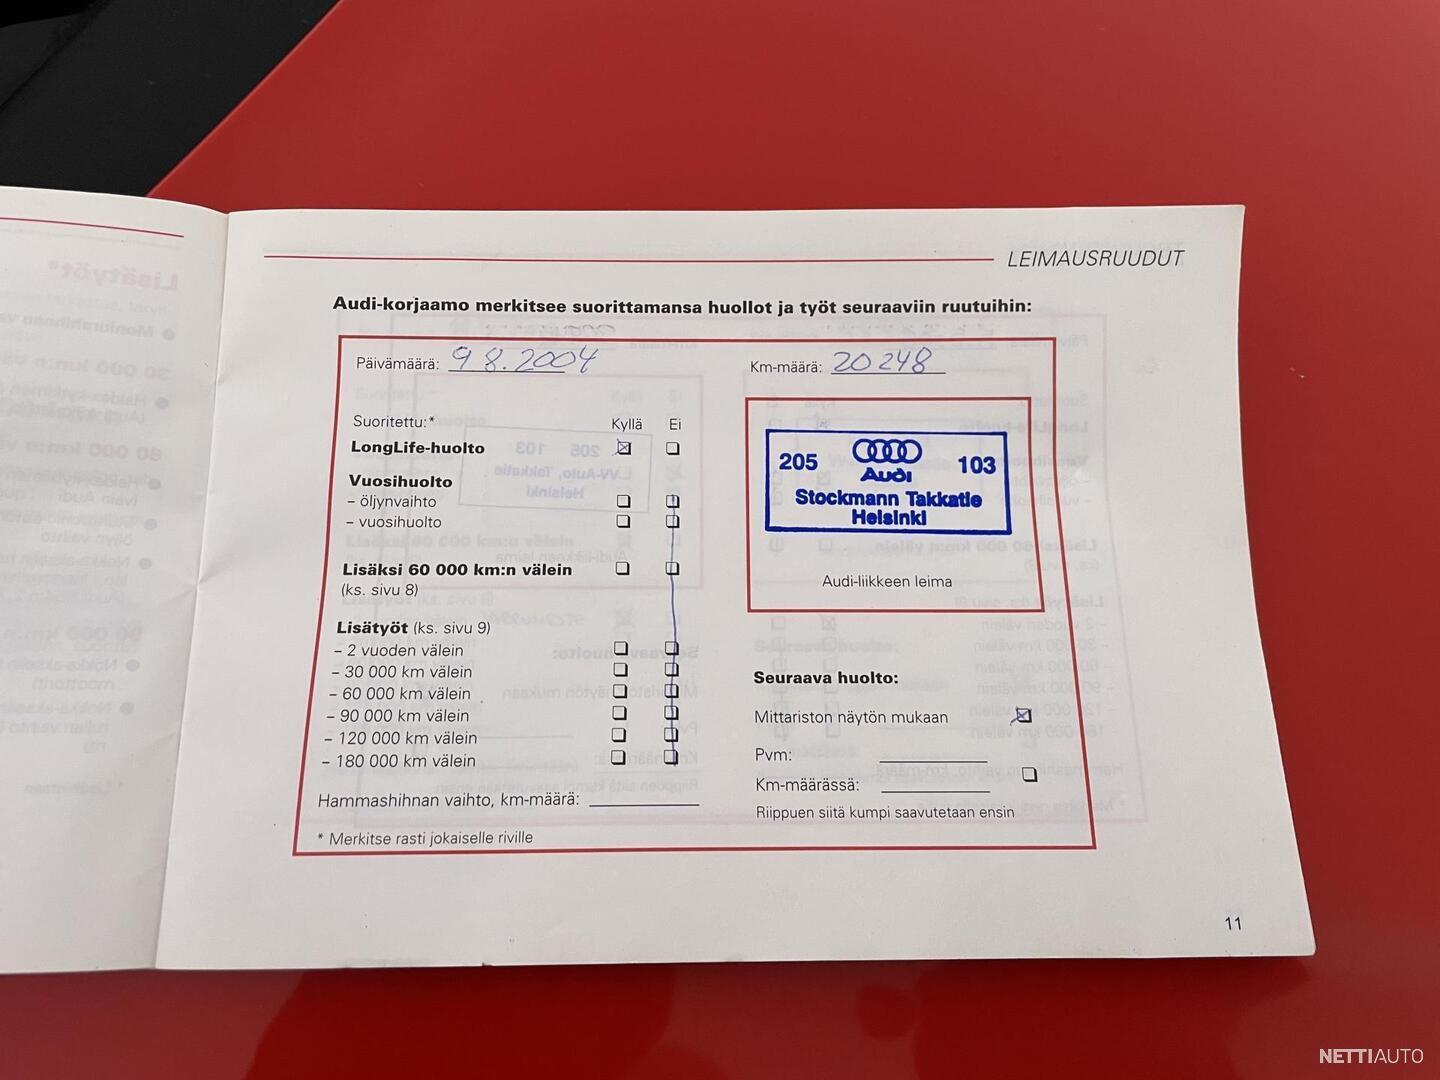 LEIMAUSRUUDUT
Audi-korjaamo merkitsee suorittamansa huollot ja työt seuraaviin ruutuihin:
Päivämäärä: 9 8. 2004
Km-määrä: 20 248
Suoritettu:* Kyllä Ei
LongLife-huolto
Vuosihuolto
– öljynvaihto
– vuosihuolto
Lisäksi 60 000 km:n välein
(ks. sivu 8)
Lisätyöt (ks. sivu 9)
– 2 vuoden välein
– 30 000 km välein
– 60 000 km välein
– 90 000 km välein
– 120 000 km välein
– 180 000 km välein
Hammashihnan vaihto, km-määrä:
* Merkitse rasti jokaiselle riville
205 Audi 103
Stockmann Takkatie
Helsinki
Audi-liikkeen leima
Seuraava huolto:
Mittariston näytön mukaan
Pvm:
Km-määrässä:
Riippuen siitä kumpi saavutetaan ensin
11
Lisätyöt*
NETTIAUTO